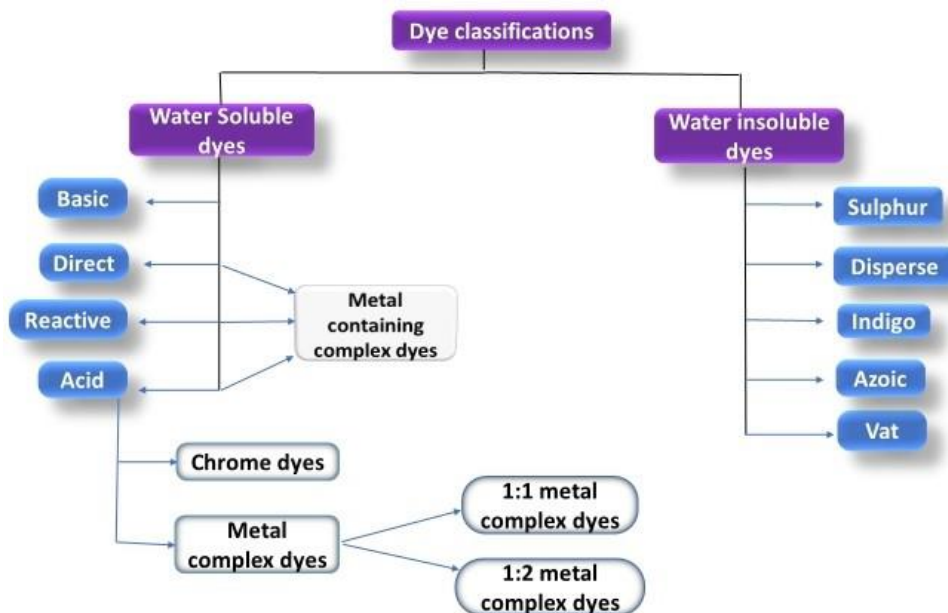 Dye classifications
Water Soluble
dyes
Water insoluble
dyes
Basic
Direct
Reactive
Acid
Metal
containing
complex dyes
Sulphur
Disperse
Indigo
Azoic
Vat
Chrome dyes
Metal
complex dyes
1:1 metal
complex dyes
1:2 metal
complex dyes